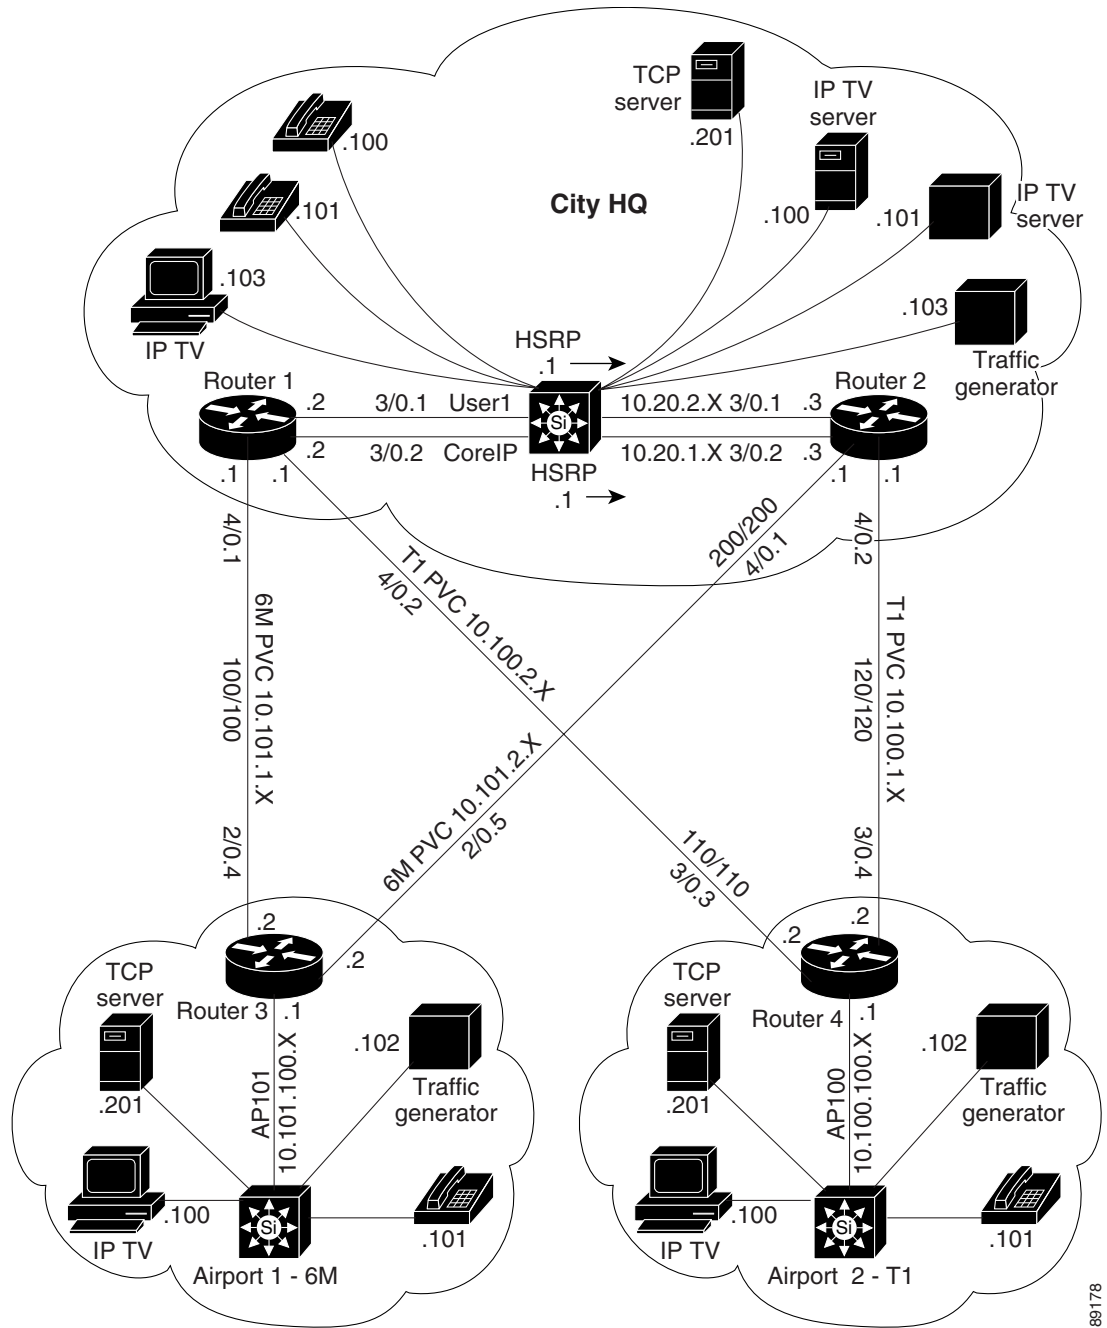 TCP
server
.201
IP TV
server
.100
.100
.101
.103
IP TV
City HQ
.101
IP TV
server
.103
Traffic
generator
HSRP
.1
Router 1
.2
3/0.1
User1
10.20.2.X 3/0.1
.3
Router 2
.2
3/0.2
CoreIP
10.20.1.X 3/0.2
.3
HSRP
.1
.1
.1
.1
.1
4/0.1
6M PVC 10.101.1.X
100/100
2/0.4
T1 PVC 10.100.2.X
4/0.2
110/110
3/0.3
200/200
4/0.1
6M PVC 10.101.2.X
2/0.5
4/0.2
T1 PVC 10.100.1.X
120/120
3/0.4
.2
.2
Router 3
.1
TCP
server
.201
AP101
10.101.100.X
.102
Traffic
generator
.100
IP TV
.101
Airport 1 - 6M
.2
.2
Router 4
.1
TCP
server
.201
AP100
10.100.100.X
.102
Traffic
generator
.100
IP TV
.101
Airport 2 - T1
Si
Si
Si
89178